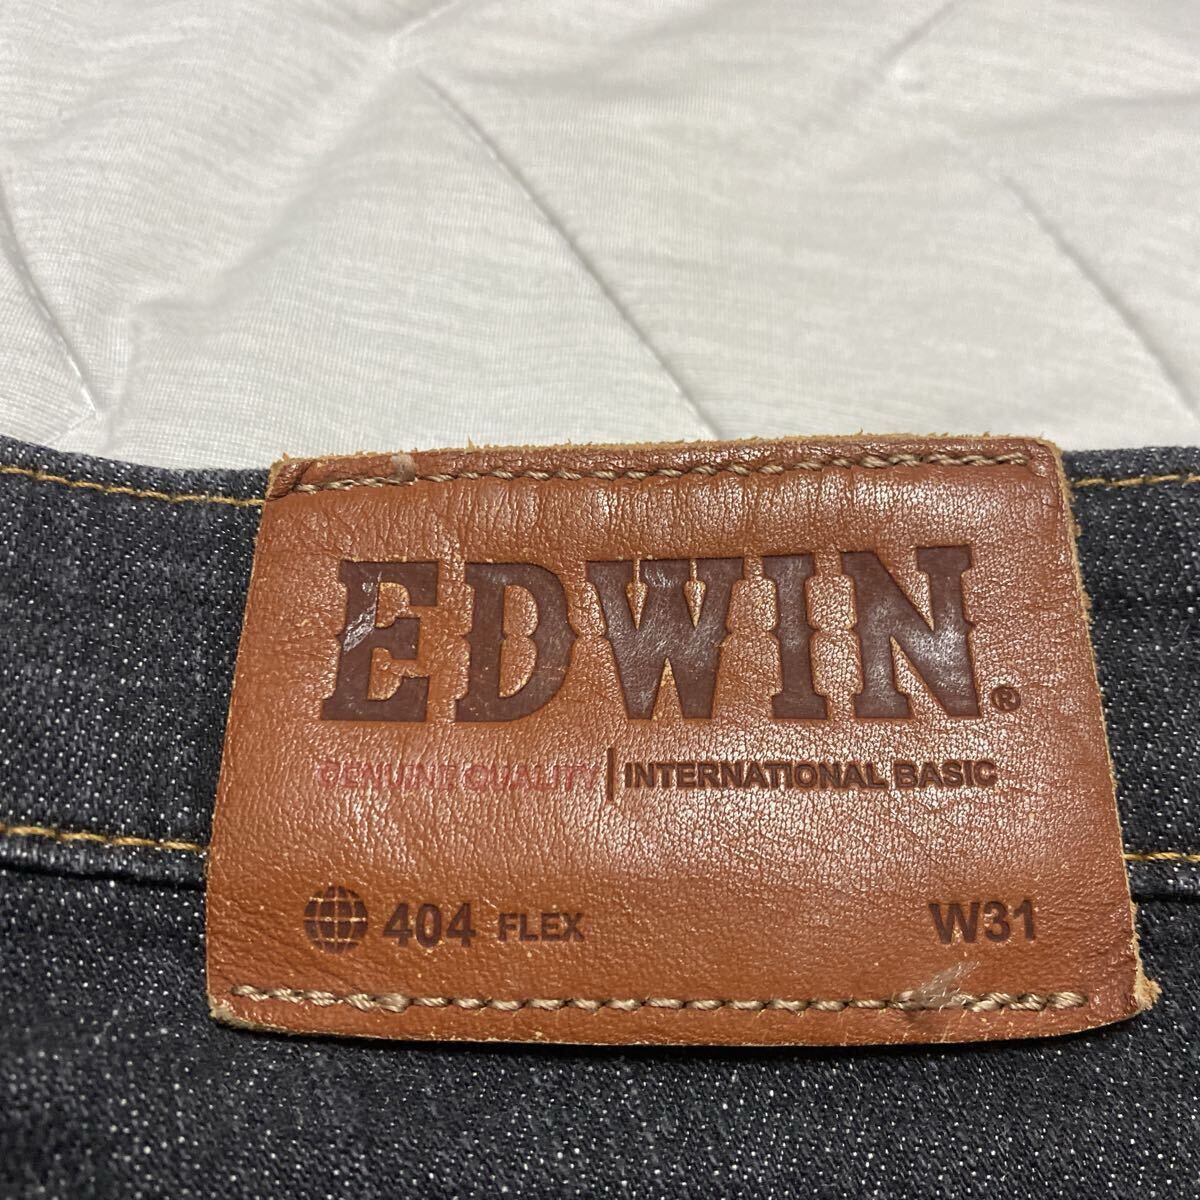 EDWIN®
GENUINE QUALITY | INTERNATIONAL BASIC
404 FLEX W31